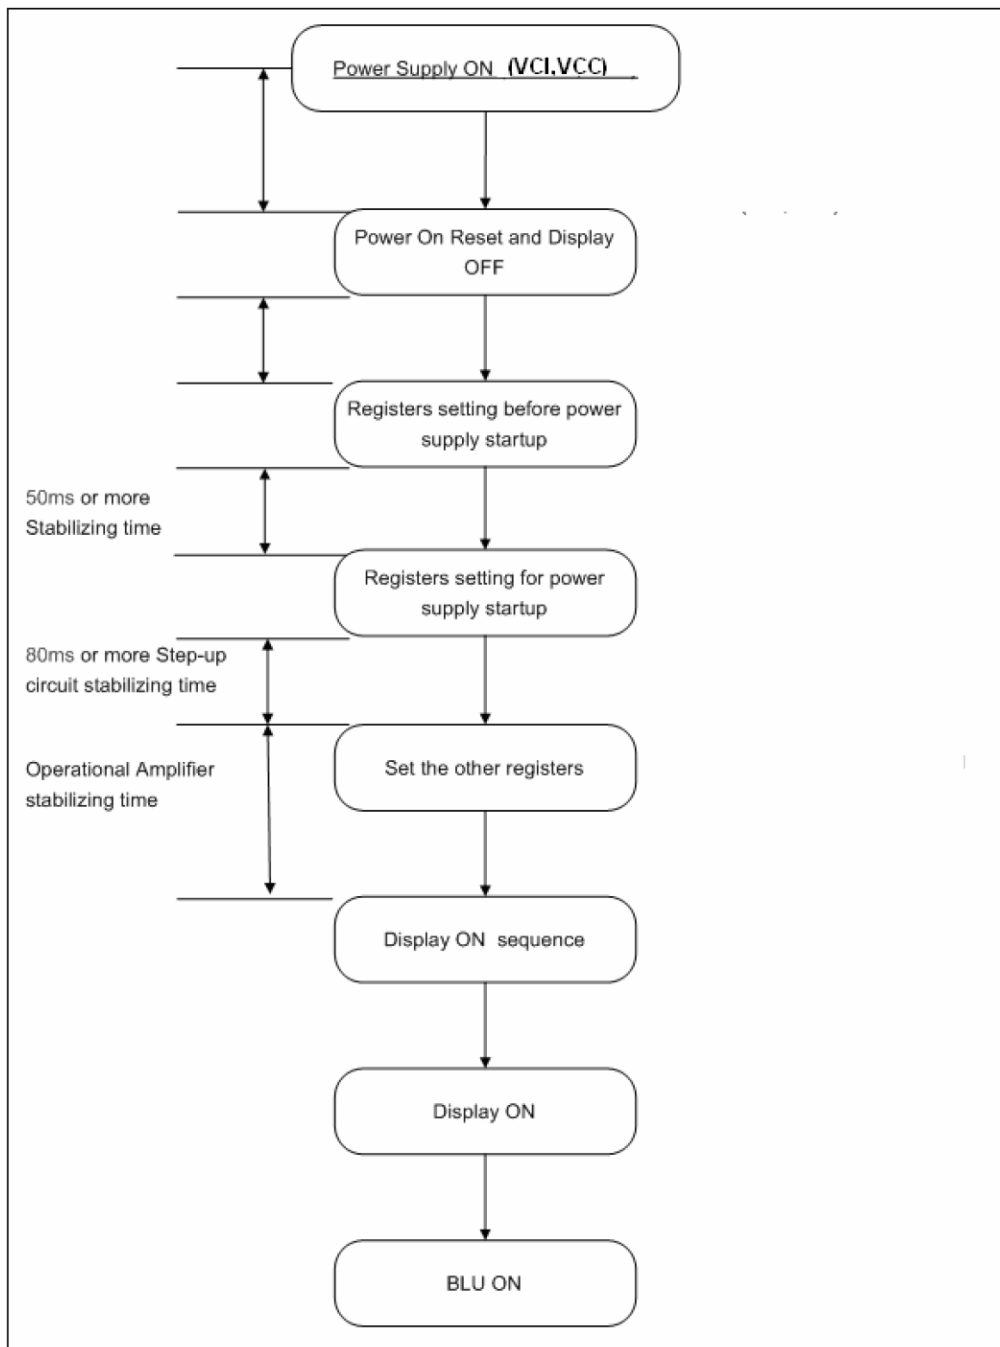 Power Supply ON (VCI,VCC)
Power On Reset and Display
OFF
Registers setting before power
supply startup
50ms or more
Stabilizing time
Registers setting for power
supply startup
80ms or more Step-up
circuit stabilizing time
Set the other registers
Operational Amplifier
stabilizing time
Display ON sequence
Display ON
BLU ON